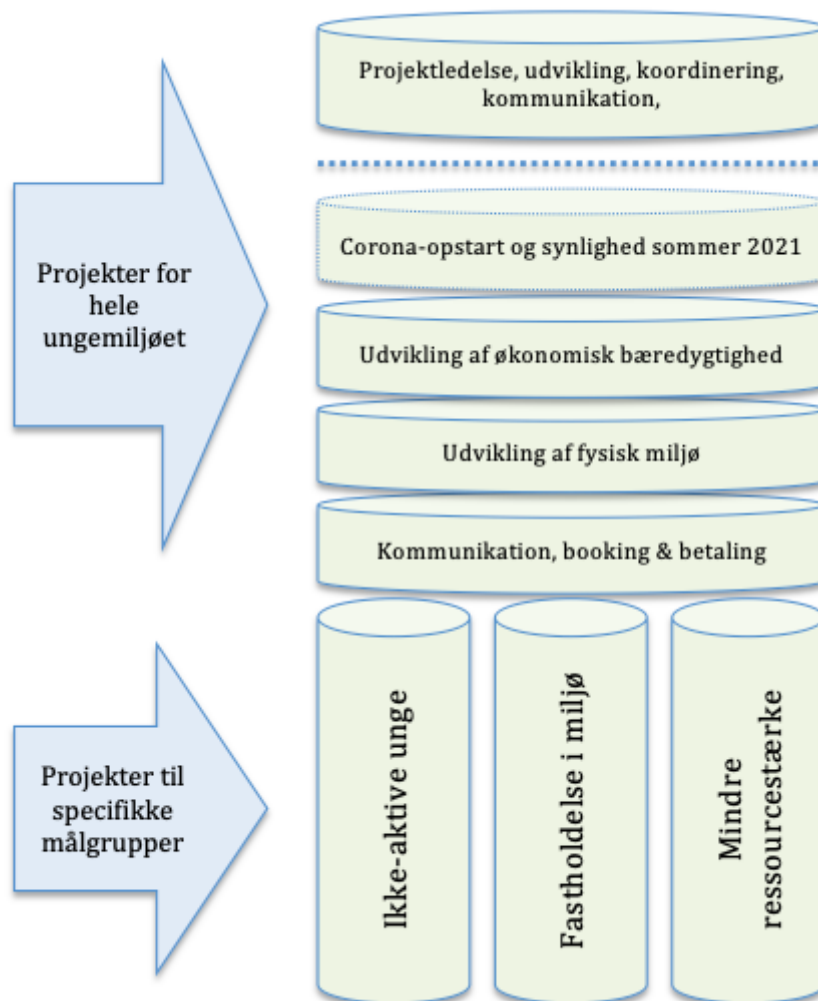 Projektledelse, udvikling, koordinering,
kommunikation,
Projekter for
hele
ungemiljøet
Corona-opstart og synlighed sommer 2021
Udvikling af økonomisk bæredygtighed
Udvikling af fysisk miljø
Kommunikation, booking & betaling
Projekter til
specifikke
målgrupper
Ikke-aktive unge
Fastholdelse i miljø
Mindre
ressourcestærke